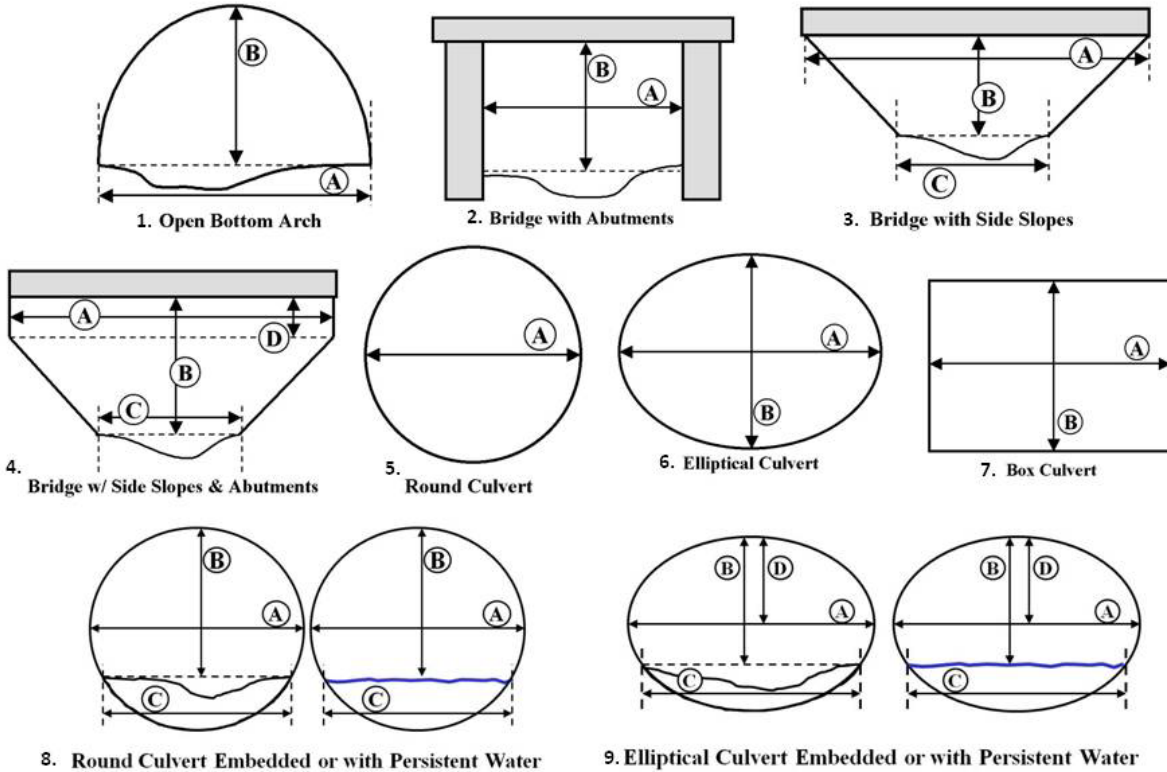 B
A
1. Open Bottom Arch
B
A
2. Bridge with Abutments
A
B
C
3. Bridge with Side Slopes
A
D
B
C
4. Bridge w/ Side Slopes & Abutments
A
5. Round Culvert
A
B
6. Elliptical Culvert
A
B
7. Box Culvert
B
A
C
B
A
C
8. Round Culvert Embedded or with Persistent Water
B
D
A
C
B
D
A
C
9. Elliptical Culvert Embedded or with Persistent Water